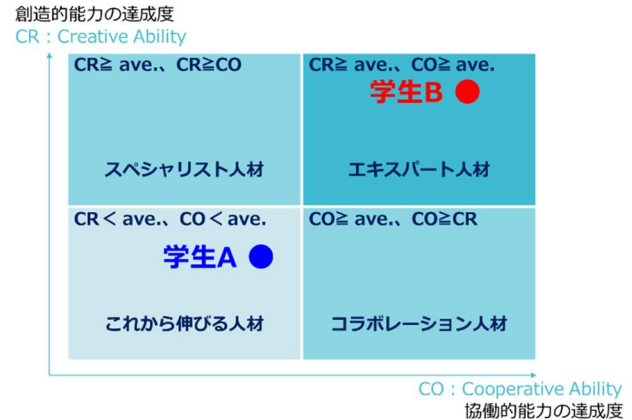 創造的能力の達成度
CR：Creative Ability
CR≧ ave.、CR≧CO
CR≧ ave.、CO≧ ave.
学生B
スペシャリスト人材
エキスパート人材
CR＜ ave.、CO＜ ave.
CO≧ ave.、CO≧CR
学生A
これから伸びる人材
コラボレーション人材
CO：Cooperative Ability
協働的能力の達成度